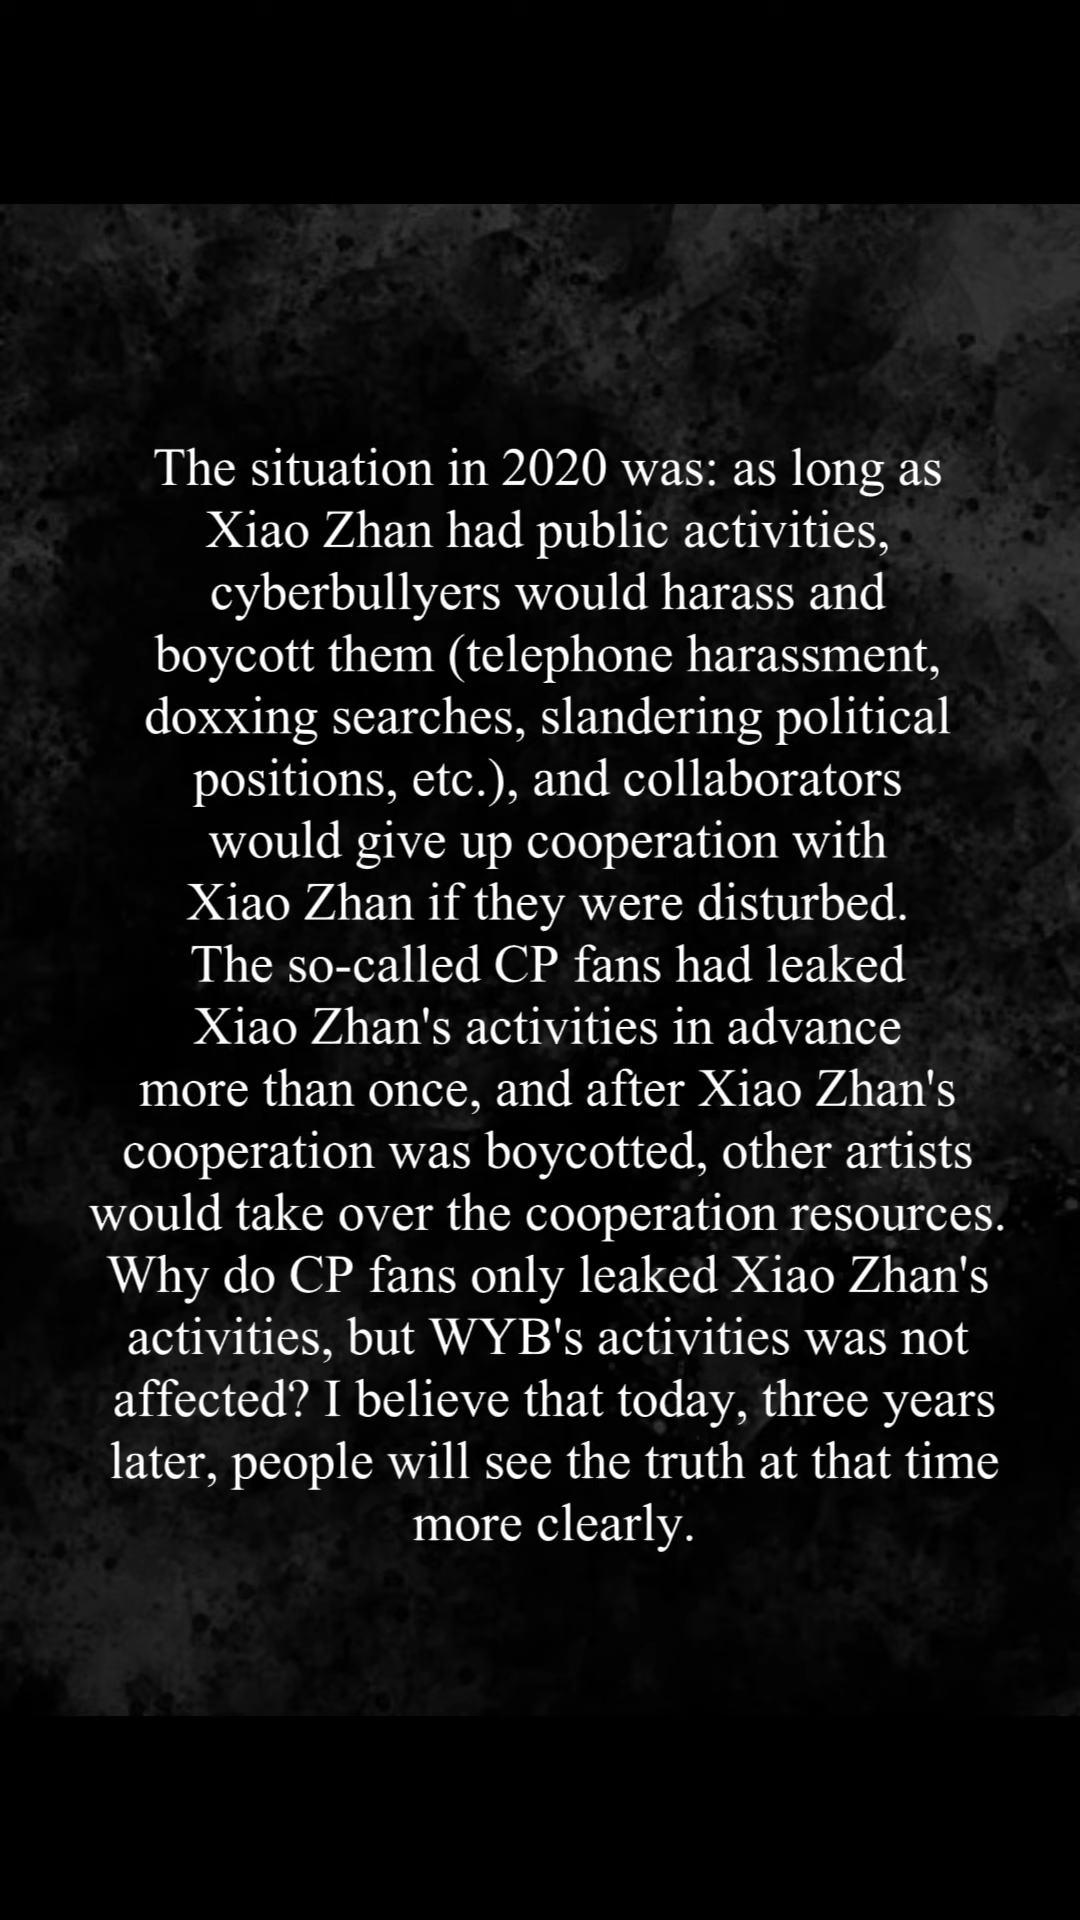 The situation in 2020 was: as long as
Xiao Zhan had public activities,
cyberbullyers would harass and
boycott them (telephone harassment,
doxxing searches, slandering political
positions, etc.), and collaborators
would give up cooperation with
Xiao Zhan if they were disturbed.
The so-called CP fans had leaked
Xiao Zhan's activities in advance
more than once, and after Xiao Zhan's
cooperation was boycotted, other artists
would take over the cooperation resources.
Why do CP fans only leaked Xiao Zhan's
activities, but WYB's activities was not
affected? I believe that today, three years
later, people will see the truth at that time
more clearly.